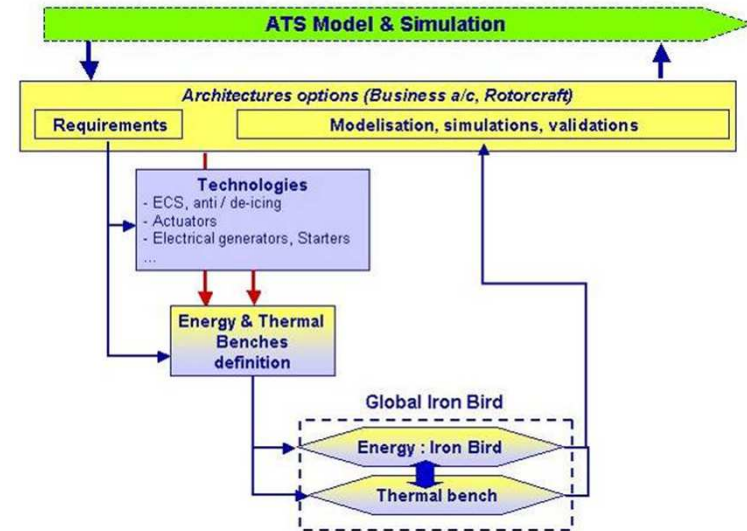 ATS Model & Simulation
Architectures options (Business a/c, Rotorcraft)
Requirements
Modelisation, simulations, validations
Technologies
- ECS, anti / de-icing
- Actuators
- Electrical generators, Starters
...
Energy & Thermal
Benches
definition
Global Iron Bird
Energy : Iron Bird
Thermal bench